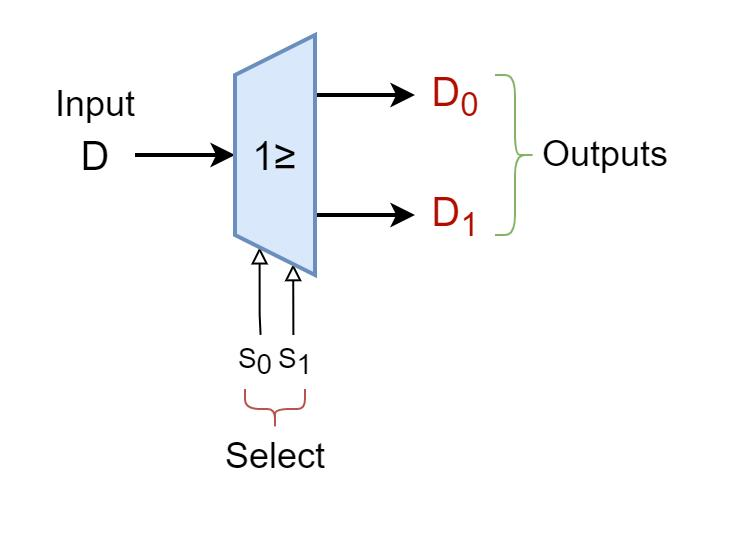 Input
D
1≥
D₀
D₁
Outputs
S₀ S₁
Select